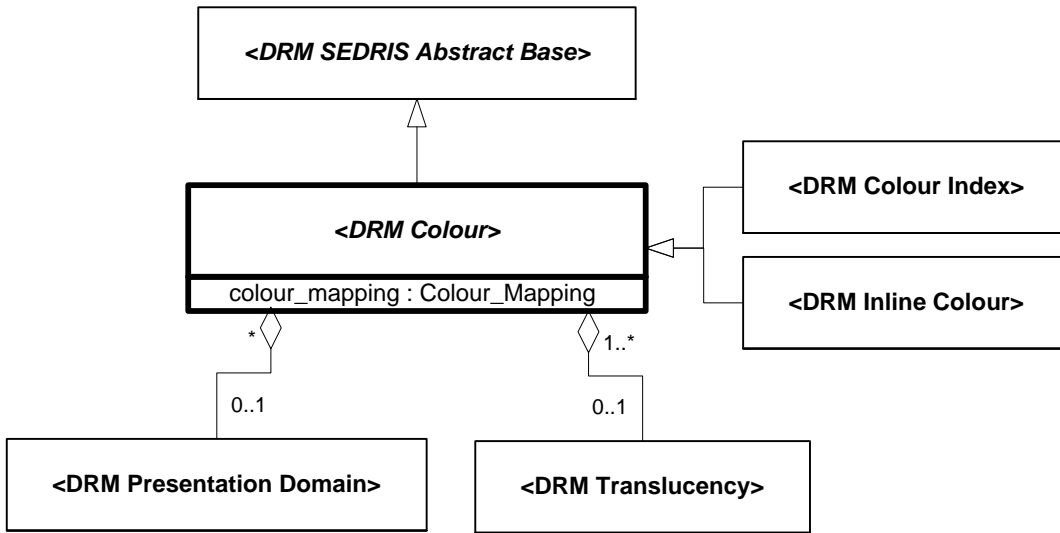 <DRM SEDRIS Abstract Base>
<DRM Colour>
colour_mapping : Colour_Mapping
<DRM Colour Index>
<DRM Inline Colour>
*
1..*
0..1
0..1
<DRM Presentation Domain>
<DRM Translucency>